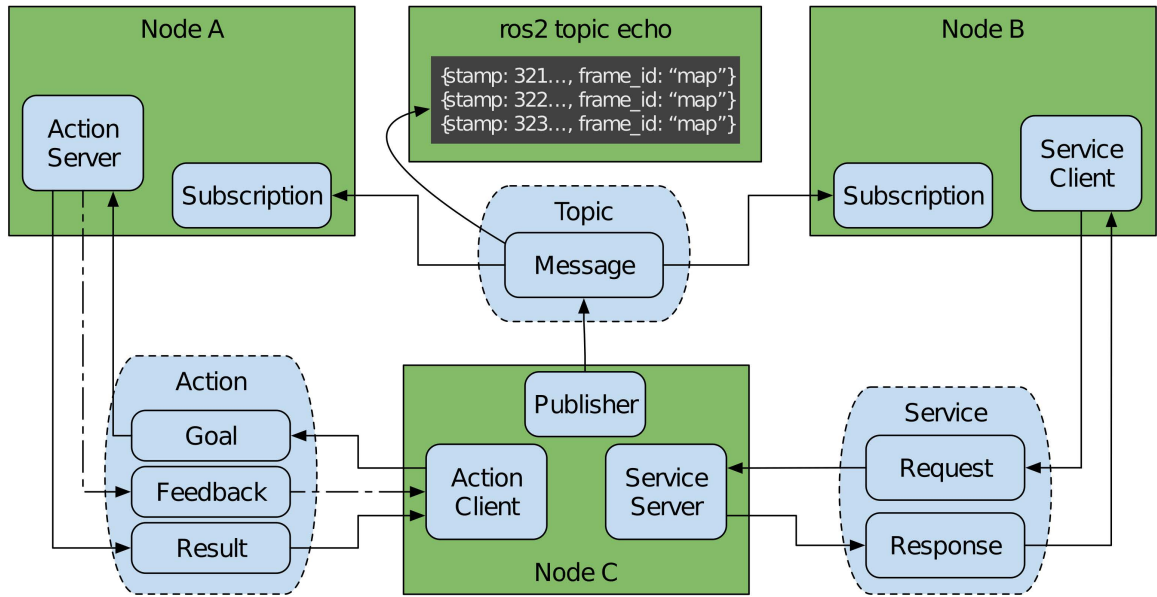 Node A
ros2 topic echo
Node B
{stamp: 321..., frame_id: “map”}
{stamp: 322..., frame_id: “map”}
{stamp: 323..., frame_id: “map”}
Action
Server
Subscription
Topic
Message
Subscription
Service
Client
Action
Goal
Feedback
Result
Publisher
Action
Client
Service
Server
Node C
Service
Request
Response